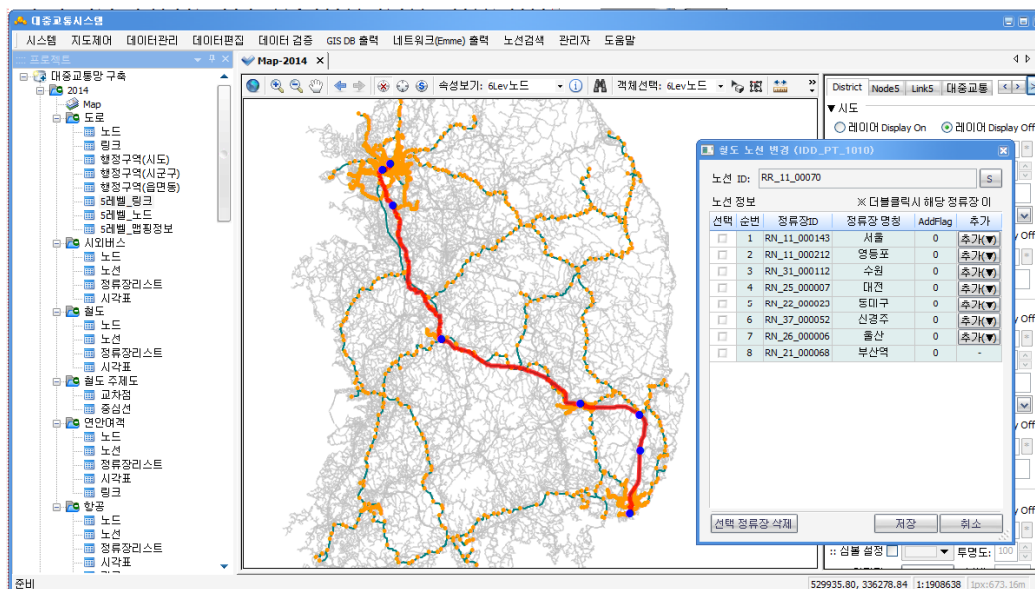 대중교통시스템
시스템 지도제어 데이터관리 데이터편집 데이터 검증 GIS DB 출력 네트워크(Emme) 출력 노선검색 관리자 도움말
프로젝트
대중교통망 구축
2014
Map
도로
노드
링크
행정구역(시도)
행정구역(시군구)
행정구역(읍면동)
5레벨_링크
5레벨_노드
5레벨_맵핑정보
시외버스
노드
노선
정류장리스트
시각표
철도
노드
노선
정류장리스트
시각표
철도 주제도
교차점
중심선
연안여객
노드
노선
정류장리스트
시각표
링크
항공
노드
노선
정류장리스트
시각표
Map-2014
속성보기: 6Lev노드 객체선택: 6Lev노드
District Node5 Link5 대중교통
시도
레이어 Display On 레이어 Display Off
철도 노선 변경 (IDD_PT_1010)
노선 ID: RR_11_00070 S
노선 정보 ※ 더블클릭시 해당 정류장 이
선택 순번 정류장ID 정류장 명칭 AddFlag 추가
1 RN_11_000143 서울 0 추가(▼)
2 RN_11_000212 영등포 0 추가(▼)
3 RN_31_000112 수원 0 추가(▼)
4 RN_25_000007 대전 0 추가(▼)
5 RN_22_000023 동대구 0 추가(▼)
6 RN_37_000052 신경주 0 추가(▼)
7 RN_26_000006 울산 0 추가(▼)
8 RN_21_000068 부산역 0 -
선택 정류장 삭제 저장 취소
:: 심볼 설정 투명도: 100
준비 529935.80, 336278.84 1:1908638 1px:673.16m